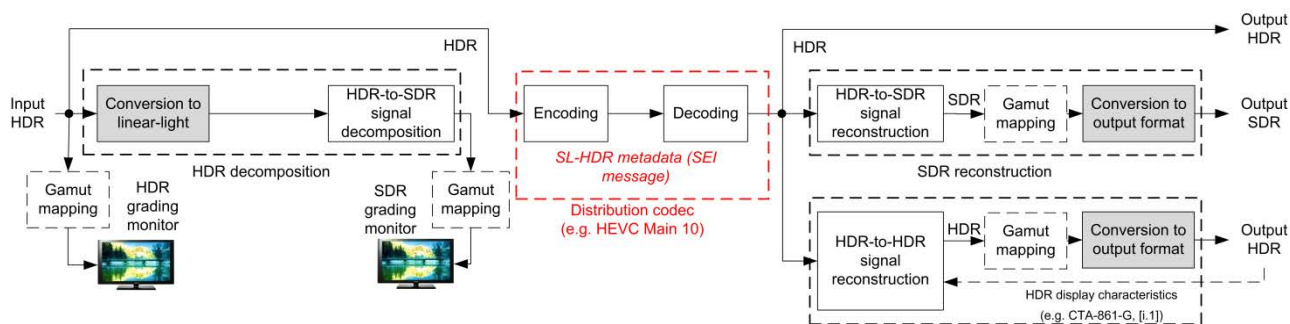 Input
HDR
Conversion to
linear-light
HDR-to-SDR
signal
decomposition
HDR decomposition
Gamut
mapping
HDR
grading
monitor
SDR
grading
monitor
Gamut
mapping
HDR
Encoding
Decoding
SL-HDR metadata (SEI
message)
Distribution codec
(e.g. HEVC Main 10)
HDR
Output
HDR
HDR-to-SDR
signal
reconstruction
SDR
Gamut
mapping
Conversion to
output format
Output
SDR
SDR reconstruction
HDR-to-HDR
signal
reconstruction
HDR
Gamut
mapping
Conversion to
output format
Output
HDR
HDR display characteristics
(e.g. CTA-861-G, [i.1])